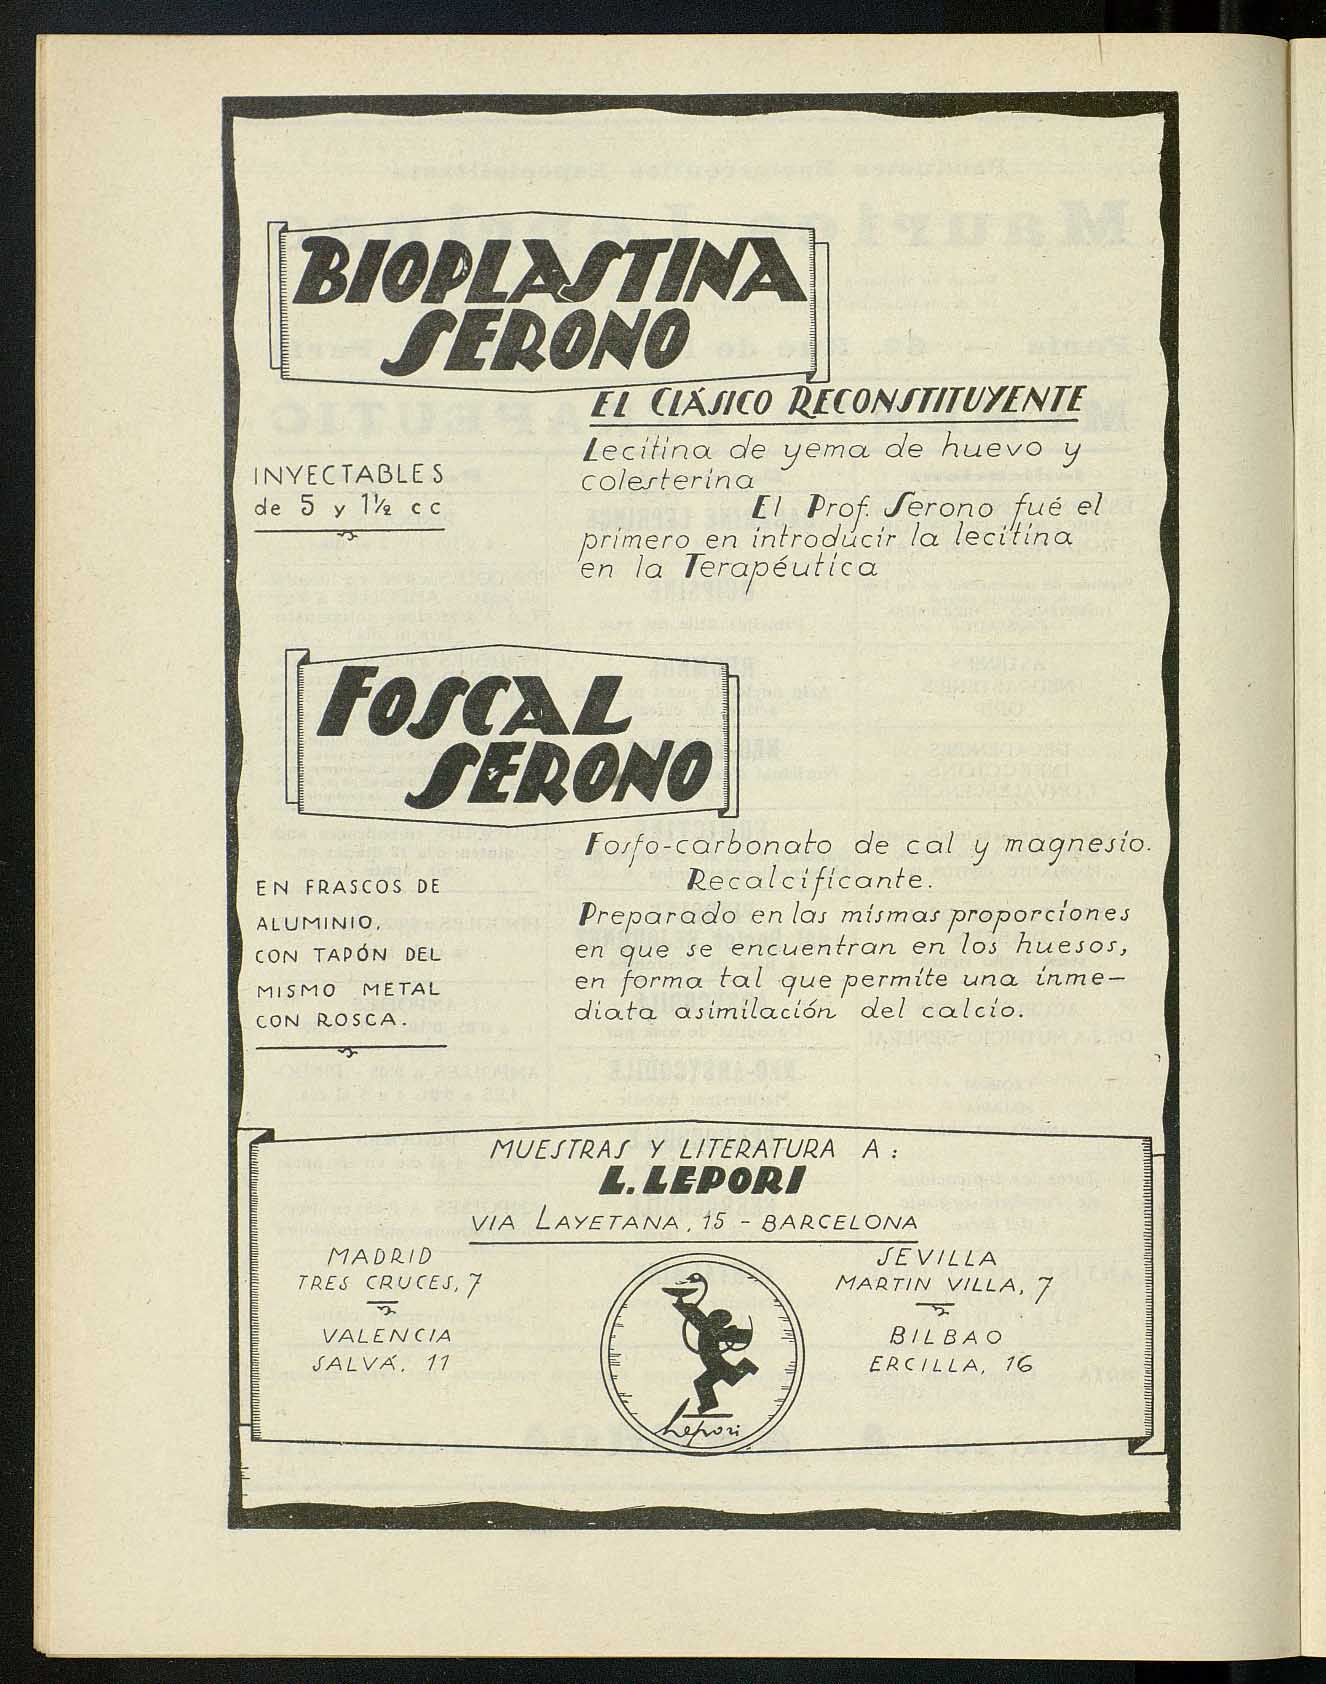 BIOPLASTINA
SERONO
EL CLÁSICO RECONSTITUYENTE
INYECTABLES
de 5 y 1½ c c
Lecitina de yema de huevo y
colesterina
El Prof. Serono fué el
primero en introducir la lecitina
en la Terapéutica
FOSCAL
SERONO
EN FRASCOS DE
ALUMINIO,
CON TAPÓN DEL
MISMO METAL
CON ROSCA.
Fosfo-carbonato de cal y magnesio.
Recalcificante.
Preparado en las mismas proporciones
en que se encuentran en los huesos,
en forma tal que permite una inme-
diata asimilación del calcio.
MUESTRAS Y LITERATURA A :
L. LEPORI
VIA LAYETANA, 15 - BARCELONA
MADRID
TRES CRUCES, 7
VALENCIA
SALVÁ, 11
SEVILLA
MARTIN VILLA, 7
BILBAO
ERCILLA, 16
Lepori